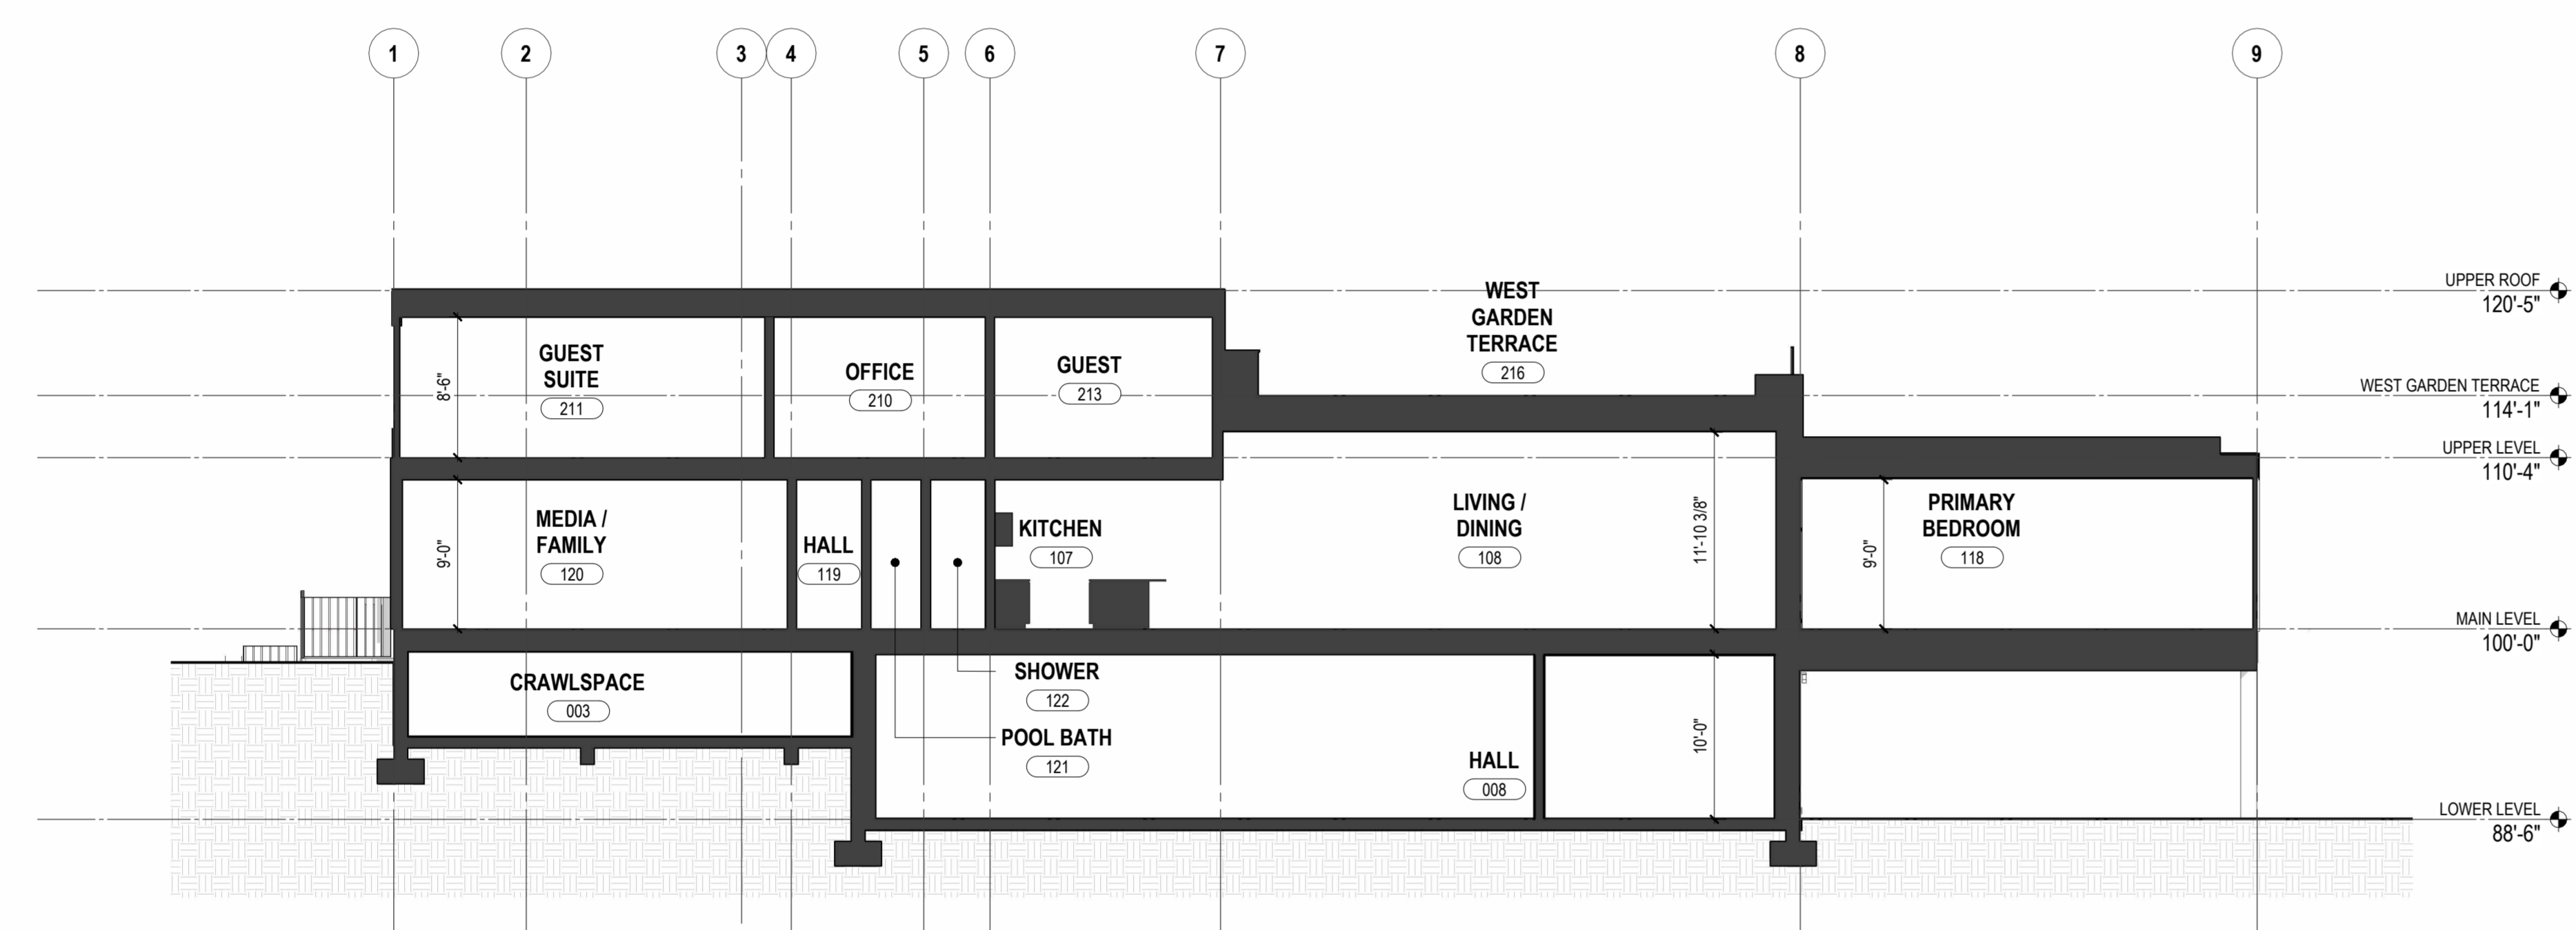 1
2
3
4
5
6
7
8
9
UPPER ROOF
120'-5"
WEST
GARDEN
TERRACE
216
WEST GARDEN TERRACE
114'-1"
GUEST
SUITE
211
8'-6"
OFFICE
210
GUEST
213
UPPER LEVEL
110'-4"
MEDIA /
FAMILY
120
9'-0"
HALL
119
KITCHEN
107
LIVING /
DINING
108
11'-10 3/8"
PRIMARY
BEDROOM
118
9'-0"
MAIN LEVEL
100'-0"
CRAWLSPACE
003
SHOWER
122
POOL BATH
121
HALL
008
10'-0"
LOWER LEVEL
88'-6"